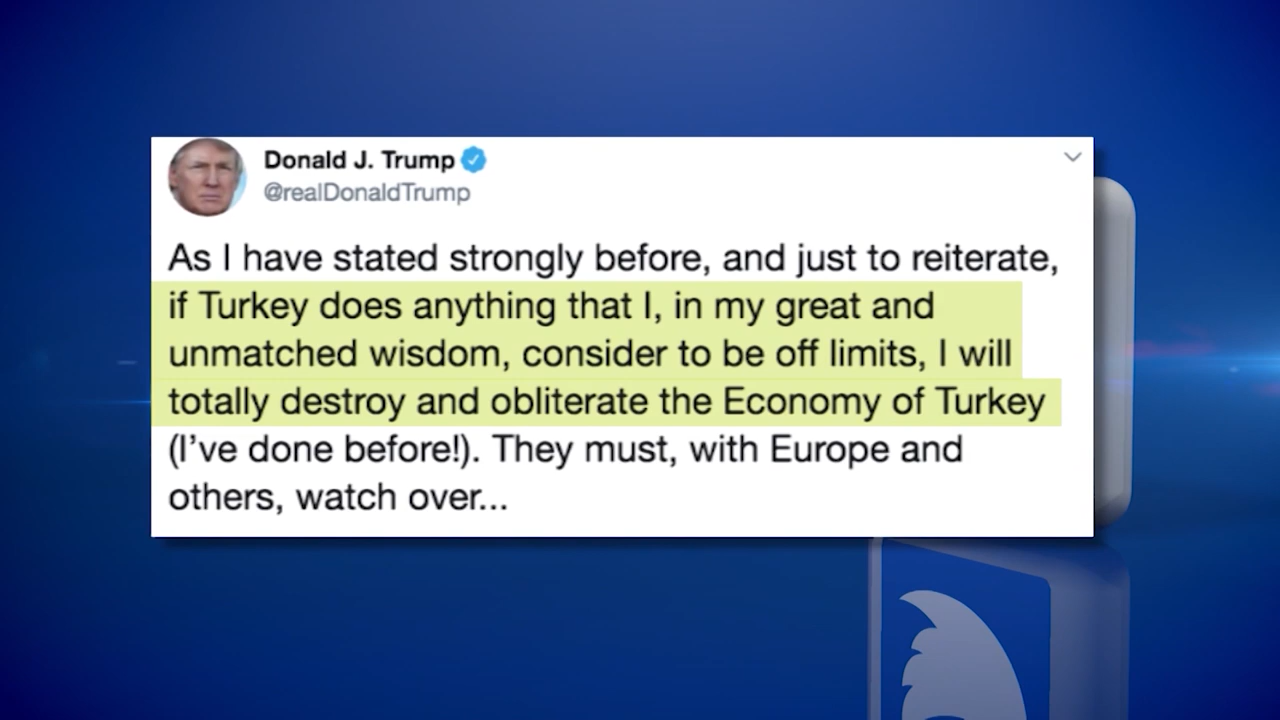 Donald J. Trump
@realDonaldTrump
As I have stated strongly before, and just to reiterate,
if Turkey does anything that I, in my great and
unmatched wisdom, consider to be off limits, I will
totally destroy and obliterate the Economy of Turkey
(I’ve done before!). They must, with Europe and
others, watch over...